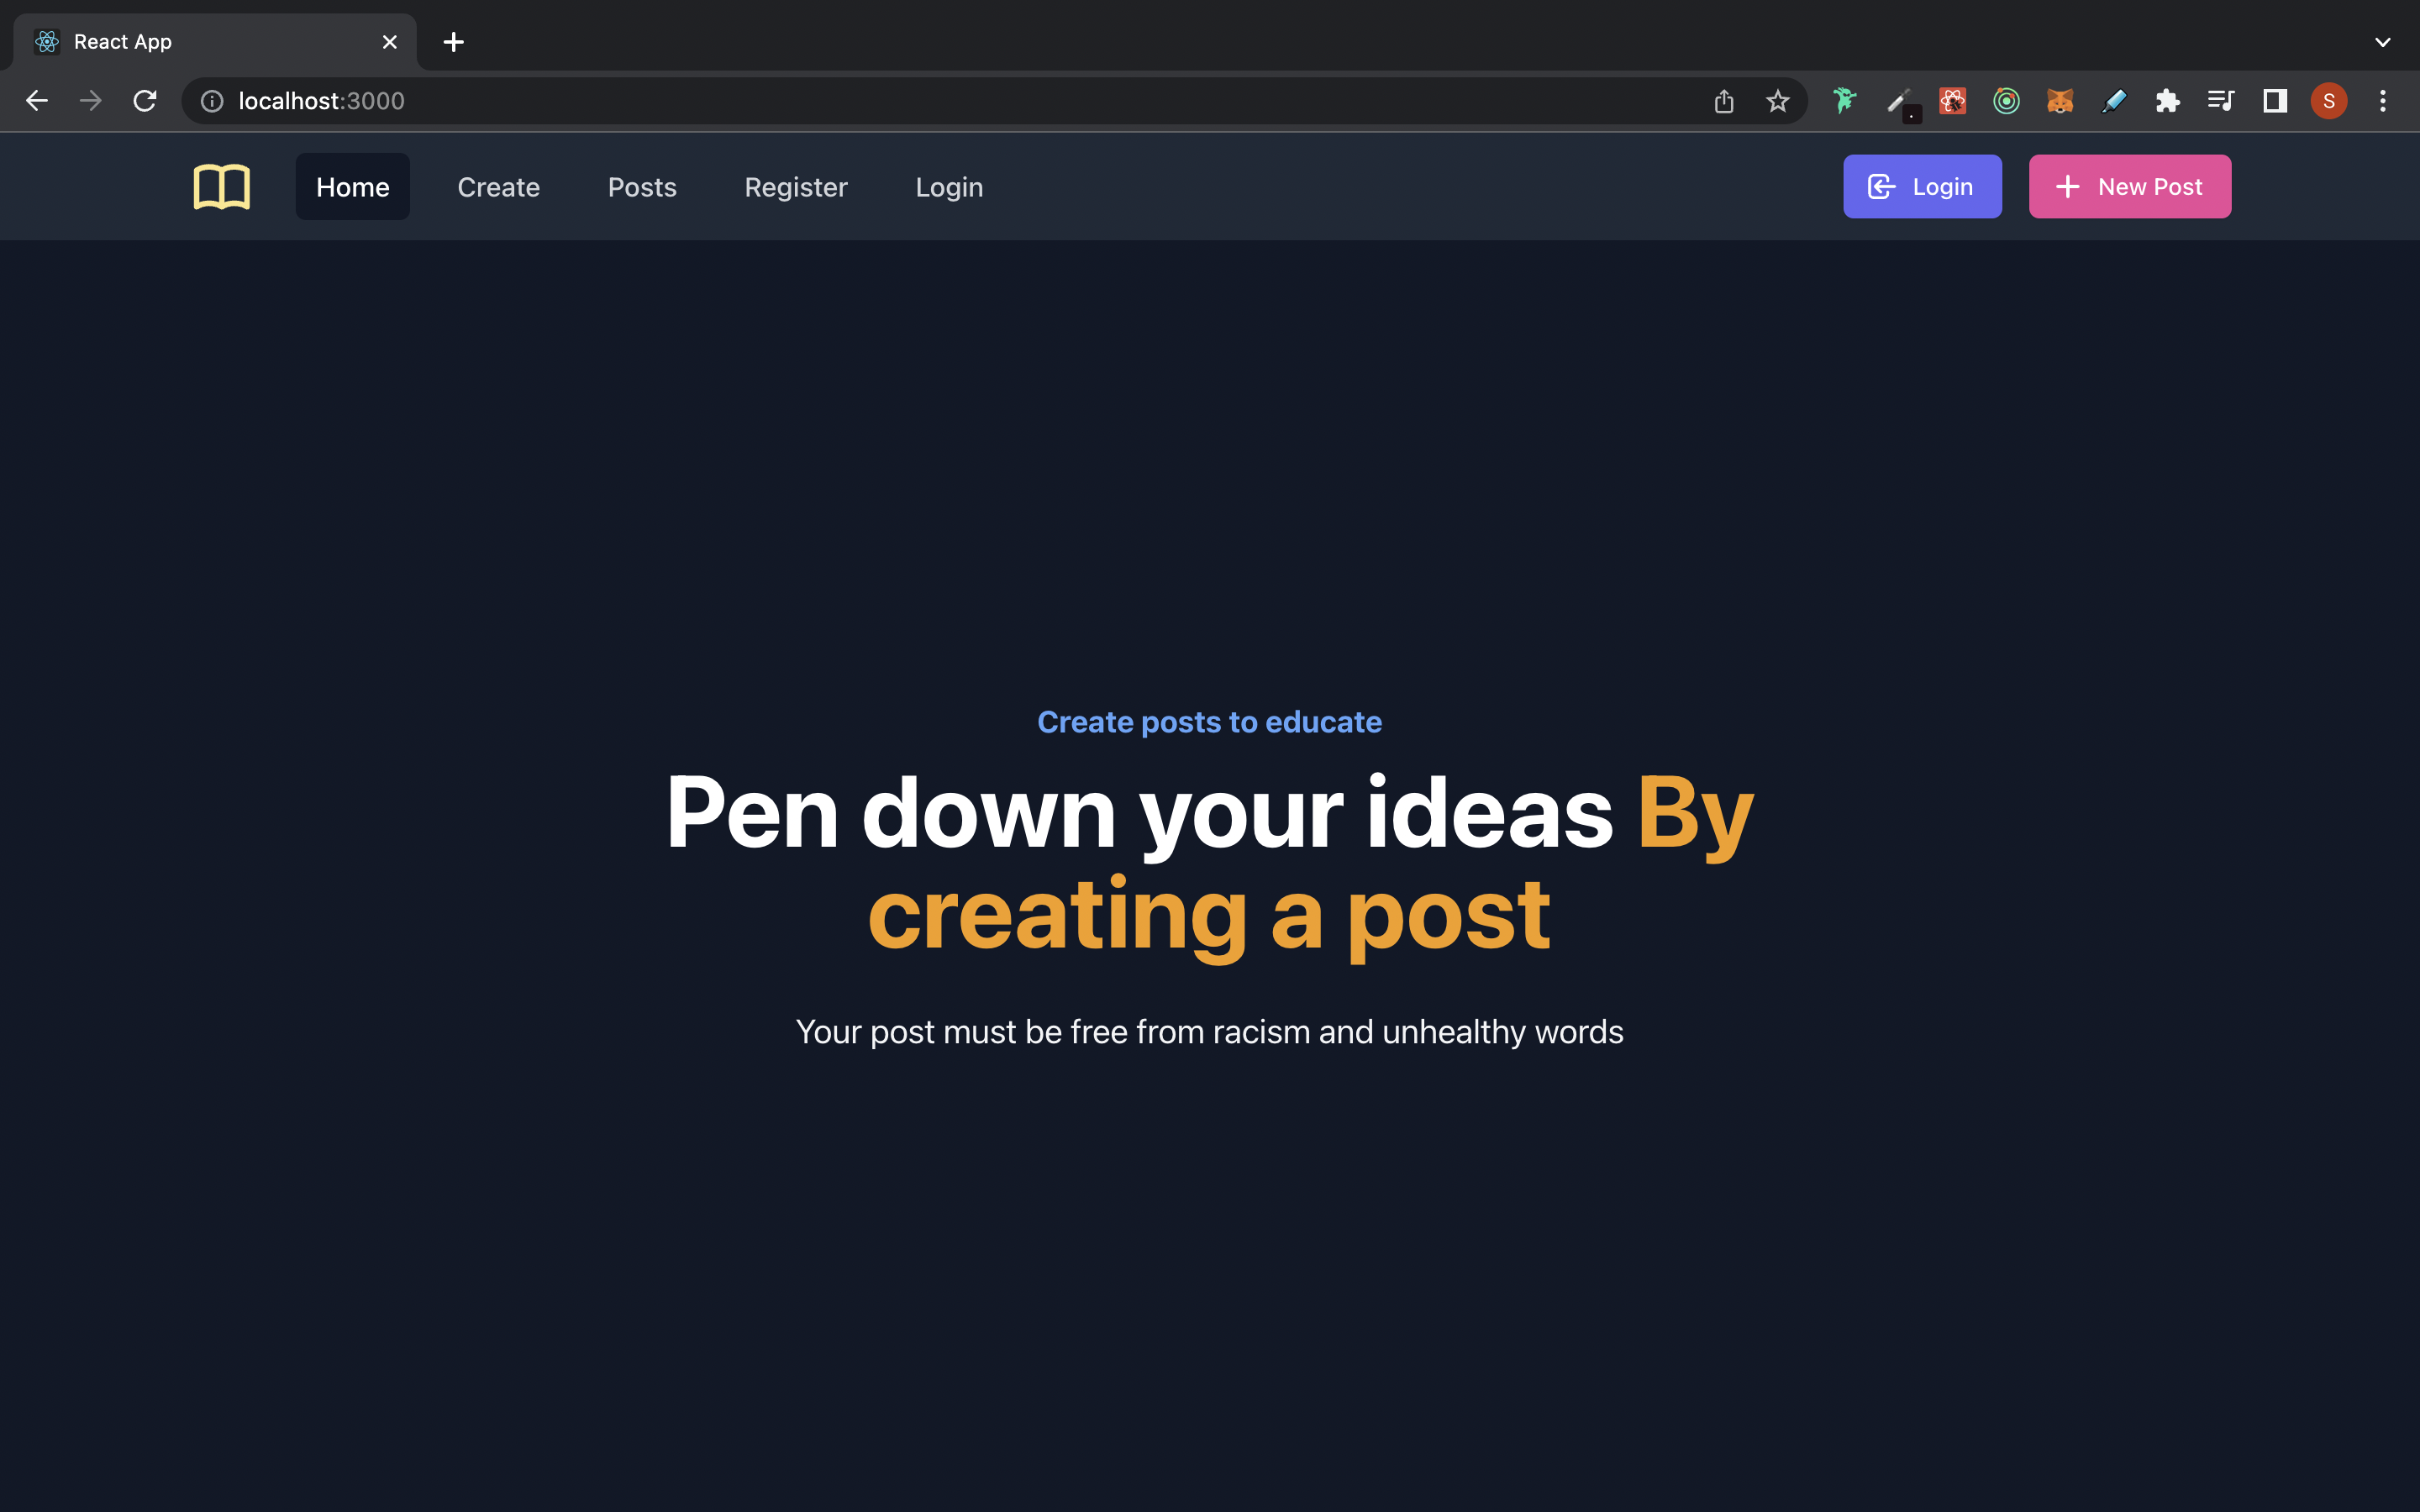 React App
localhost:3000
S
Home Create Posts Register Login Login New Post
Create posts to educate
Pen down your ideas By
creating a post
Your post must be free from racism and unhealthy words